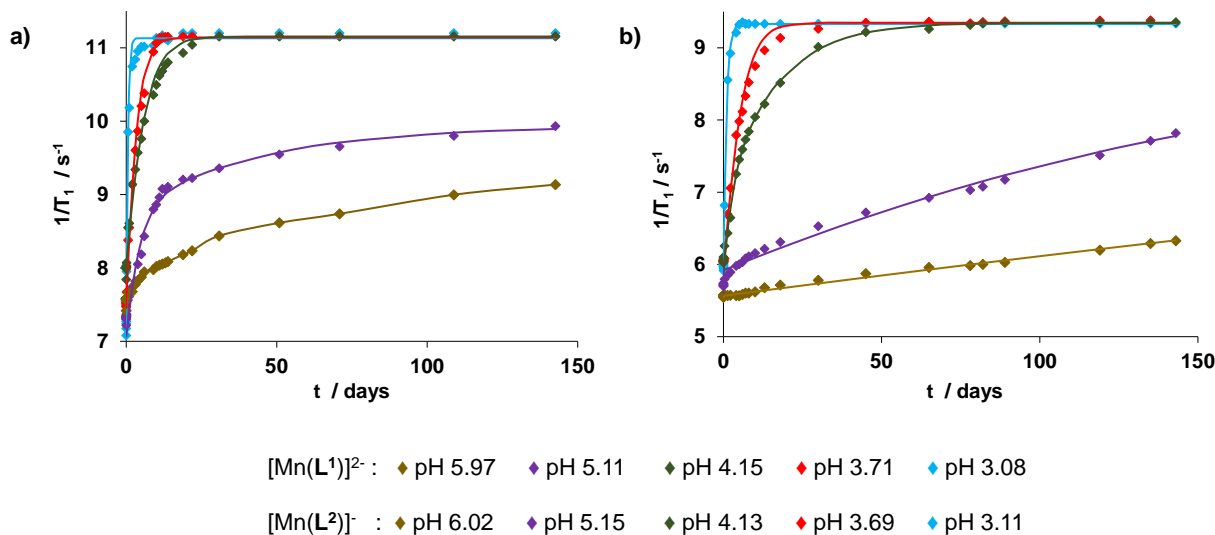 a)
1/T₁ / s⁻¹
11
10
9
8
7
0
50
100
150
t / days
b)
1/T₁ / s⁻¹
9
8
7
6
5
0
50
100
150
t / days
[Mn(L¹)]²⁻ : pH 5.97 pH 5.11 pH 4.15 pH 3.71 pH 3.08
[Mn(L²)]⁻ : pH 6.02 pH 5.15 pH 4.13 pH 3.69 pH 3.11